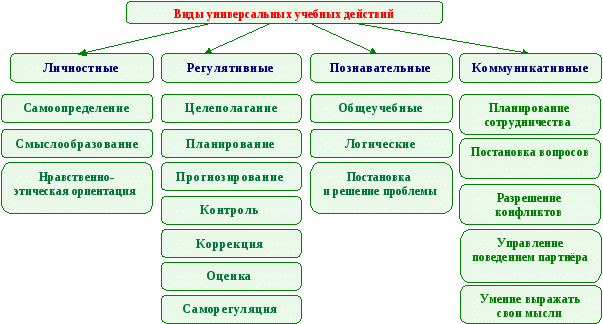 Виды универсальных учебных действий
Личностные
Регулятивные
Познавательные
Коммуникативные
Самоопределение
Смыслообразование
Нравственно-
этическая ориентация
Целеполагание
Планирование
Прогнозирование
Контроль
Коррекция
Оценка
Саморегуляция
Общеучебные
Логические
Постановка
и решение проблемы
Планирование
сотрудничества
Постановка вопросов
Разрешение
конфликтов
Управление
поведением партнёра
Умение выражать
свои мысли